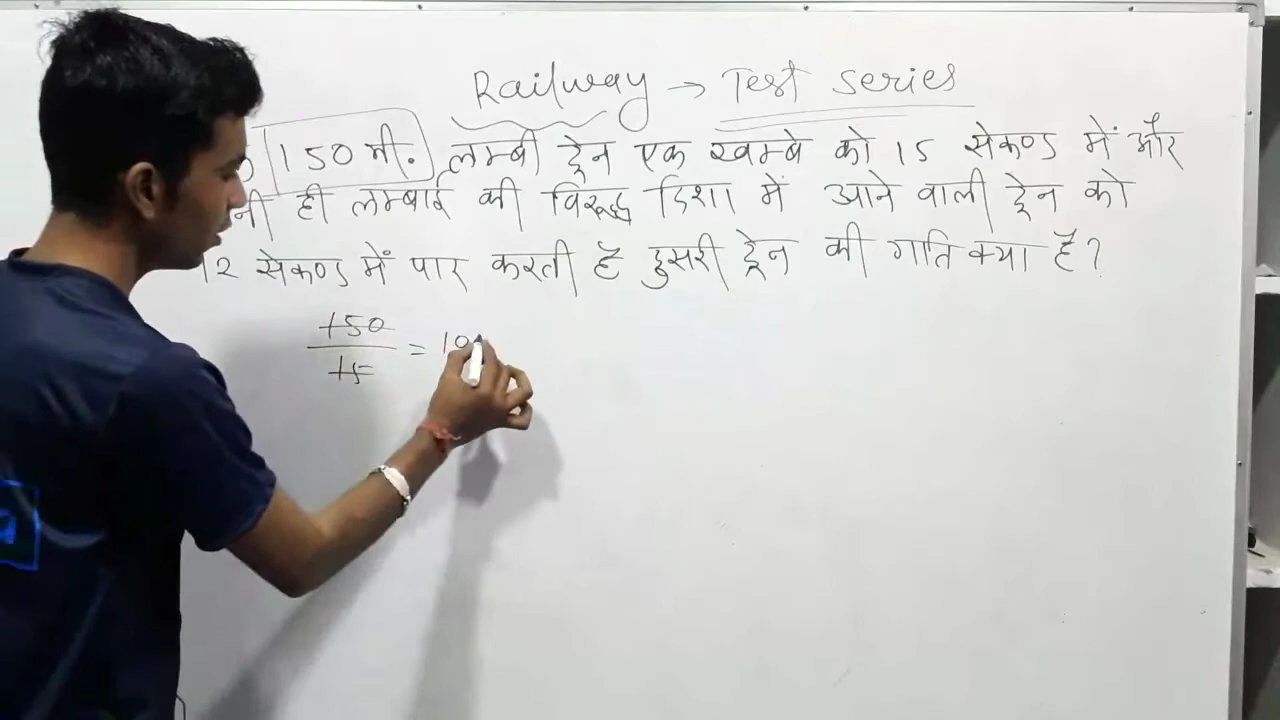 Railway → Test Series
150 मी. लम्बी ट्रेन एक खम्बे को 15 सेकण्ड में और
ही लम्बाई की विरूद्ध दिशा में आने वाली ट्रेन को
12 सेकण्ड में पार करती है दुसरी ट्रेन की गति क्या है?
150
15
= 10